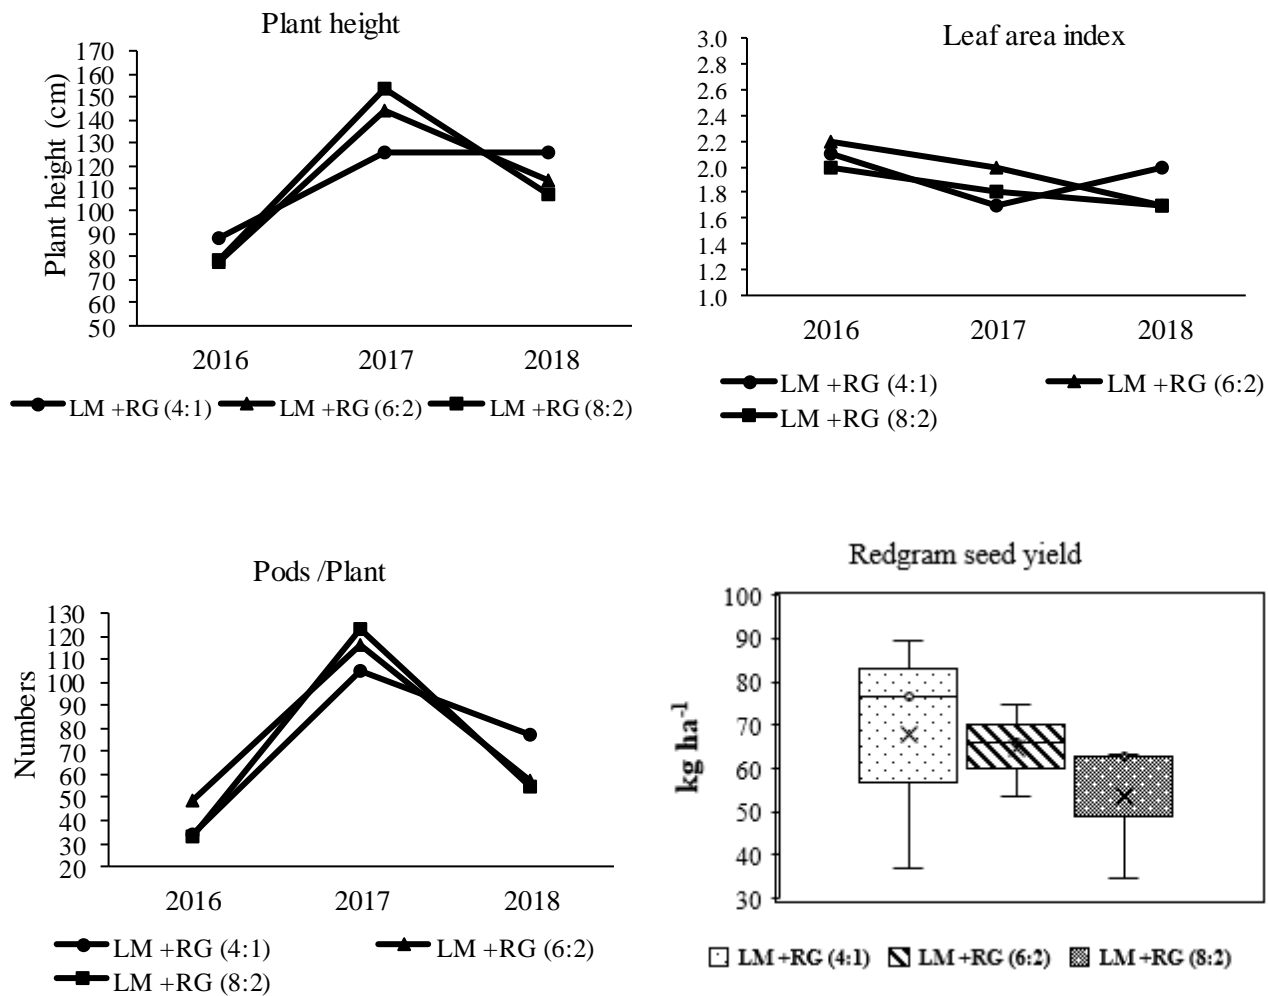 Plant height
Plant height (cm)
170
160
150
140
130
120
110
100
90
80
70
60
50
2016 2017 2018
LM +RG (4:1) LM +RG (6:2) LM +RG (8:2)
Leaf area index
3.0
2.8
2.6
2.4
2.2
2.0
1.8
1.6
1.4
1.2
1.0
2016 2017 2018
LM +RG (4:1) LM +RG (6:2)
LM +RG (8:2)
Pods /Plant
Numbers
130
120
110
100
90
80
70
60
50
40
30
20
2016 2017 2018
LM +RG (4:1) LM +RG (6:2)
LM +RG (8:2)
Redgram seed yield
kg ha⁻¹
100
90
80
70
60
50
40
30
LM +RG (4:1) LM +RG (6:2) LM +RG (8:2)